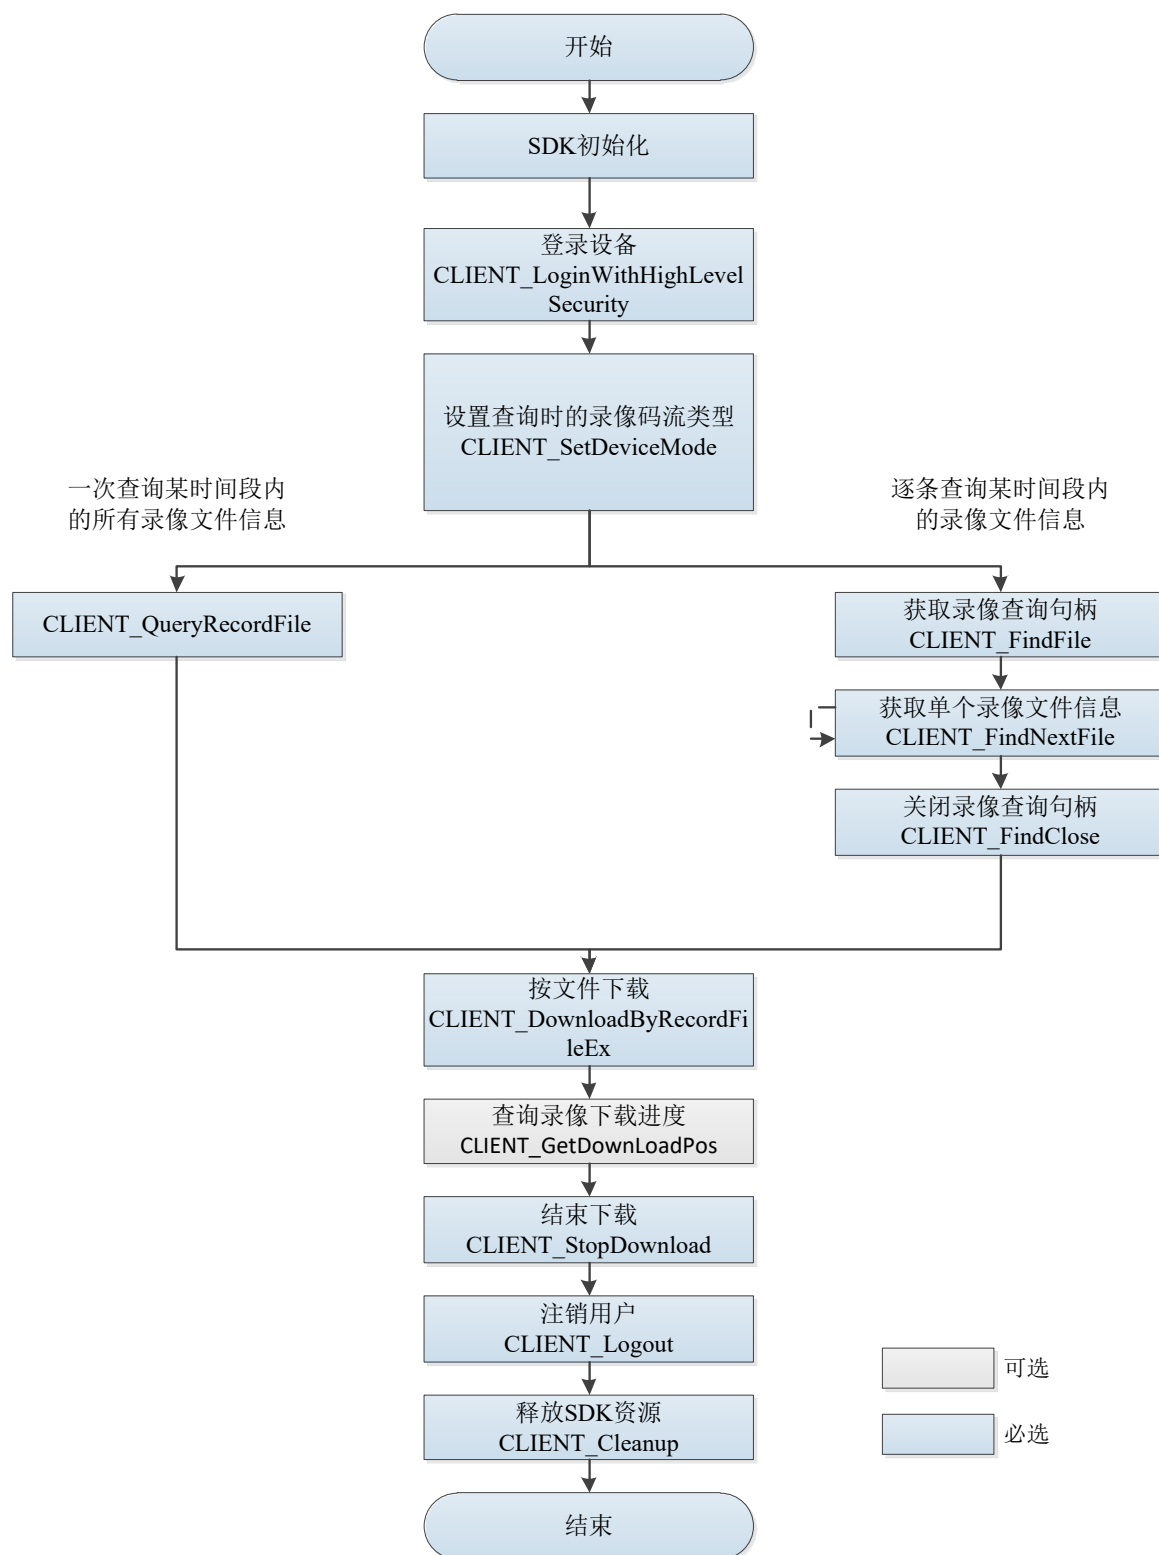 开始
SDK初始化
登录设备
CLIENT_LoginWithHighLevel
Security
设置查询时的录像码流类型
CLIENT_SetDeviceMode
一次查询某时间段内
的所有录像文件信息
逐条查询某时间段内
的录像文件信息
CLIENT_QueryRecordFile
获取录像查询句柄
CLIENT_FindFile
获取单个录像文件信息
CLIENT_FindNextFile
关闭录像查询句柄
CLIENT_FindClose
按文件下载
CLIENT_DownloadByRecordFi
leEx
查询录像下载进度
CLIENT_GetDownLoadPos
结束下载
CLIENT_StopDownload
注销用户
CLIENT_Logout
可选
释放SDK资源
CLIENT_Cleanup
必选
结束